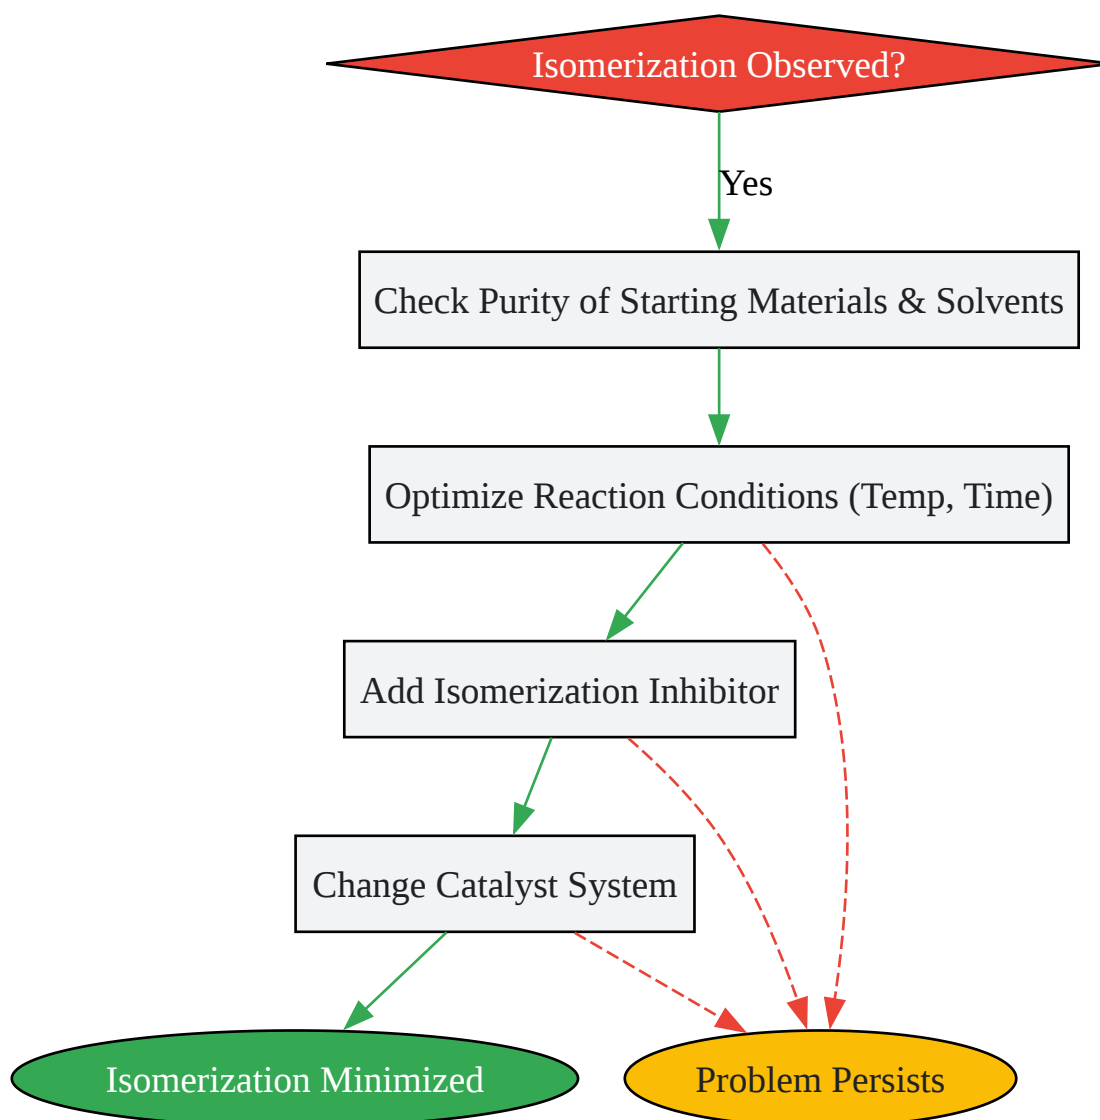 Isomerization Observed?
Yes
Check Purity of Starting Materials & Solvents
Optimize Reaction Conditions (Temp, Time)
Add Isomerization Inhibitor
Change Catalyst System
Isomerization Minimized
Problem Persists